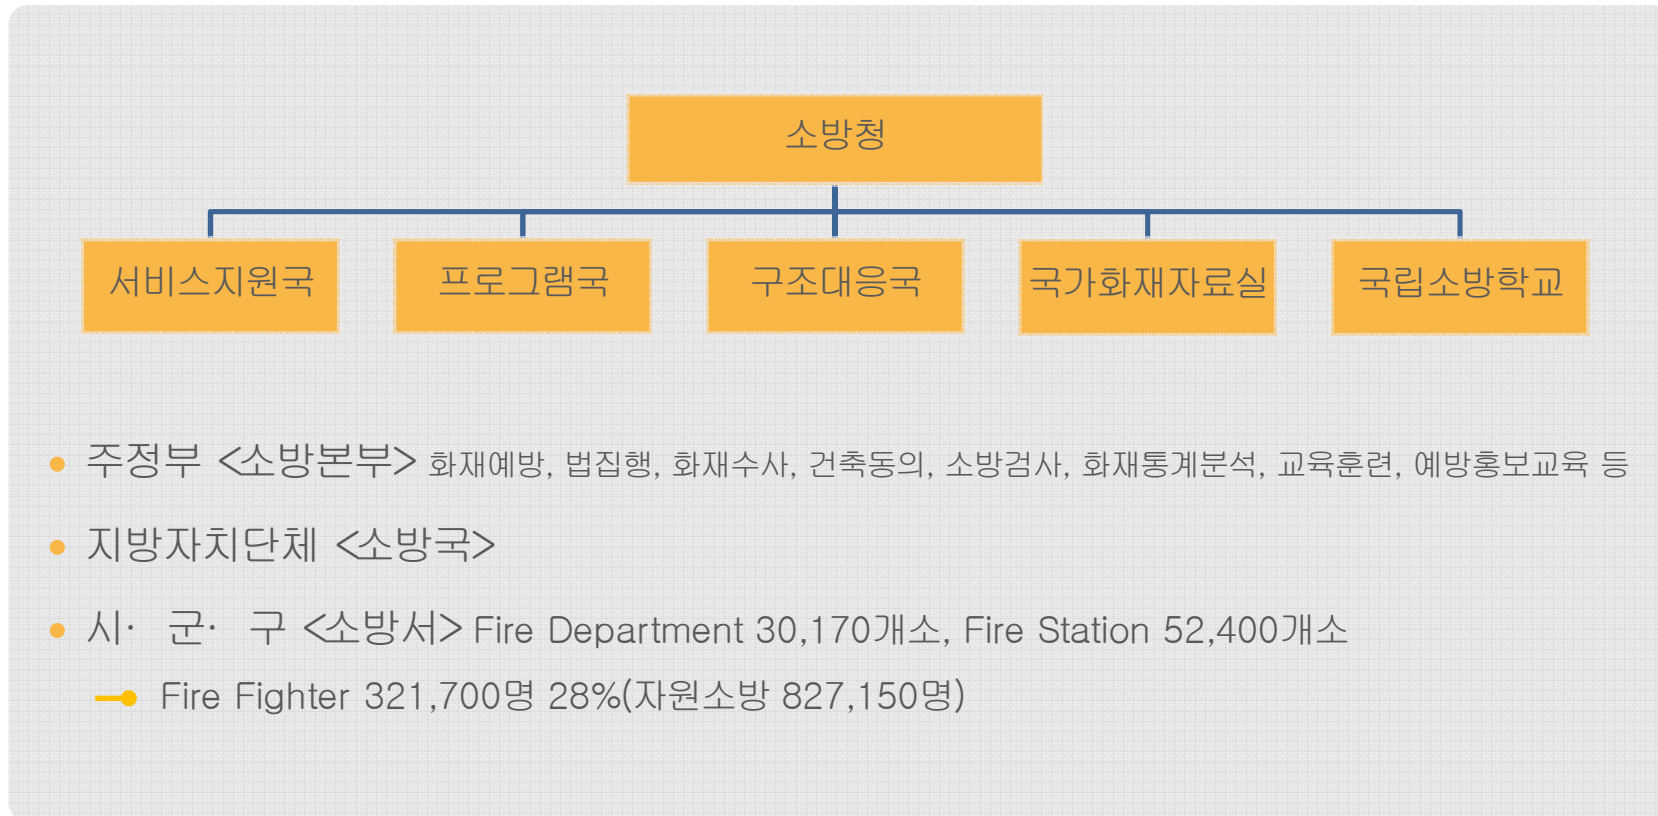 소방청
서비스지원국 프로그램국 구조대응국 국가화재자료실 국립소방학교
주정부 <소방본부> 화재예방, 법집행, 화재수사, 건축동의, 소방검사, 화재통계분석, 교육훈련, 예방홍보교육 등
지방자치단체 <소방국>
시· 군· 구 <소방서> Fire Department 30,170개소, Fire Station 52,400개소
Fire Fighter 321,700명 28%(자원소방 827,150명)